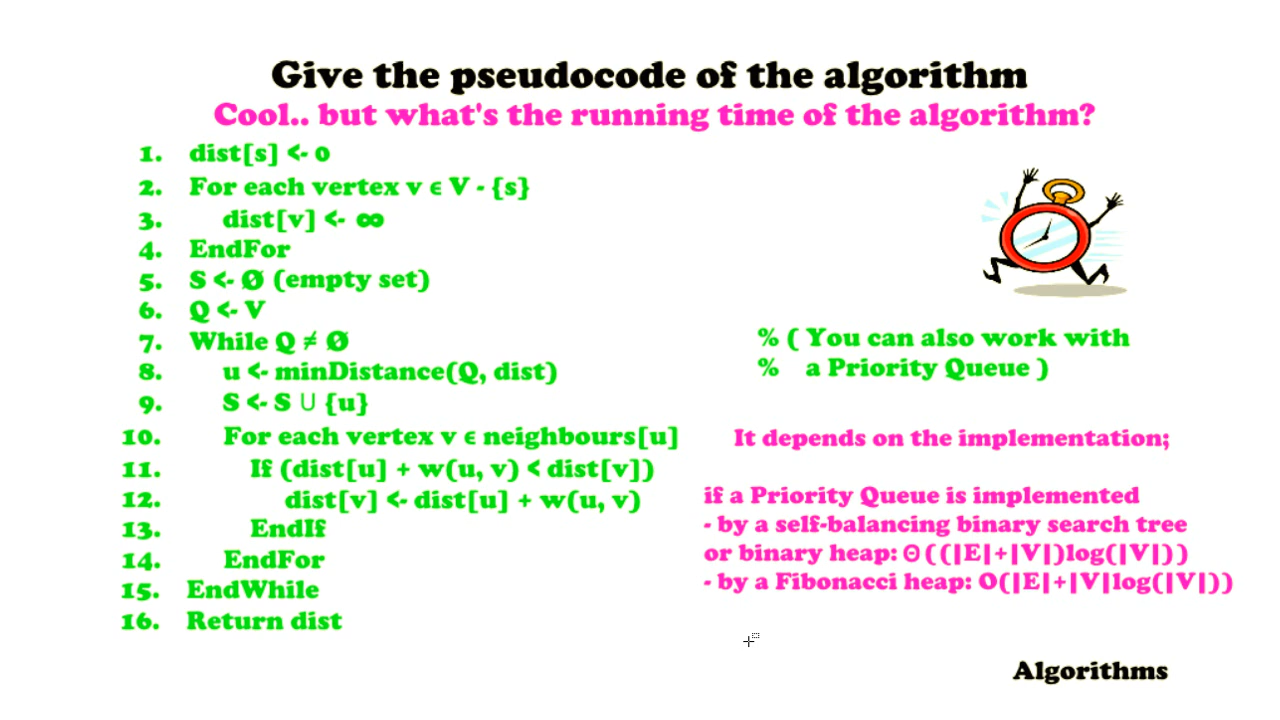 Give the pseudocode of the algorithm
Cool.. but what's the running time of the algorithm?
1. dist[s] <- 0
2. For each vertex v ϵ V - {s}
3. dist[v] <- ∞
4. EndFor
5. S <- Ø (empty set)
6. Q <- V
7. While Q ≠ Ø
8. u <- minDistance(Q, dist)
9. S <- S ∪ {u}
10. For each vertex v ϵ neighbours[u]
11. If (dist[u] + w(u, v) < dist[v])
12. dist[v] <- dist[u] + w(u, v)
13. EndIf
14. EndFor
15. EndWhile
16. Return dist
% ( You can also work with
% a Priority Queue )
It depends on the implementation;
if a Priority Queue is implemented
- by a self-balancing binary search tree
or binary heap: Θ((|E|+|V|)log(|V|))
- by a Fibonacci heap: O(|E|+|V|log(|V|))
Algorithms